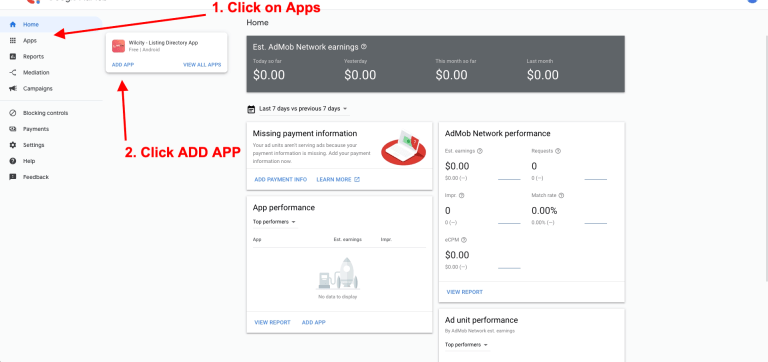 1. Click on Apps
Home
Home
Apps
Reports
Mediation
Campaigns
Blocking controls
Payments
Settings
Help
Feedback
Wilcity - Listing Directory App
Free | Android
ADD APP
VIEW ALL APPS
2. Click ADD APP
Est. AdMob Network earnings
Today so far
Yesterday
This month so far
Last month
$0.00
$0.00
$0.00
$0.00
Last 7 days vs previous 7 days
Missing payment information
Your ad units aren't serving ads because your
payment information is missing. Add your payment
information now.
ADD PAYMENT INFO
LEARN MORE
App performance
Top performers
App
Est. earnings
Impr.
No data to display
VIEW REPORT
ADD APP
AdMob Network performance
Est. earnings
Requests
$0.00
0
$0.00 (—)
0 (—)
Impr.
Match rate
0
0.00%
0 (—)
0.00% (—)
eCPM
$0.00
$0.00 (—)
VIEW REPORT
Ad unit performance
By AdMob Network est. earnings
Top performers